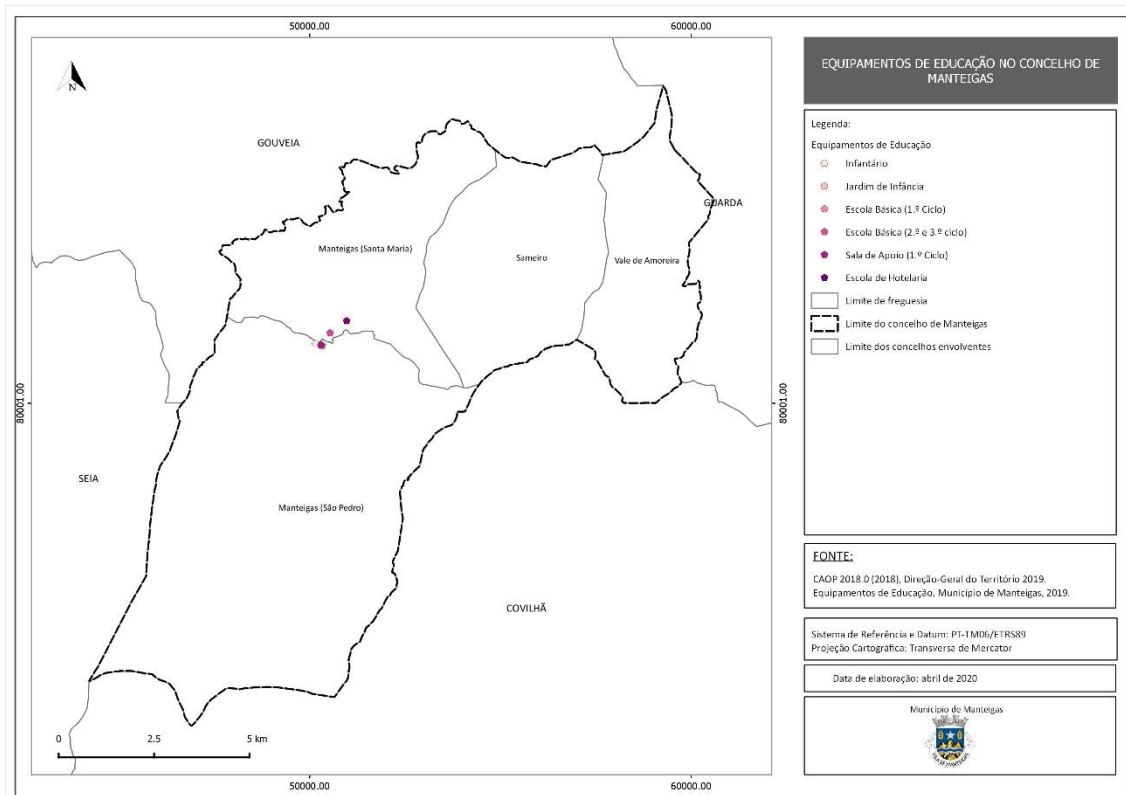 50000.00
60000.00
N
GOUVEIA
GUARDA
Manteigas (Santa Maria)
Sameiro
Vale de Amoreira
80001.00
80001.00
SEIA
Manteigas (São Pedro)
COVILHÃ
0
2.5
5 km
50000.00
60000.00
EQUIPAMENTOS DE EDUCAÇÃO NO CONCELHO DE
MANTEIGAS
Legenda:
Equipamentos de Educação
Infantário
Jardim de Infância
Escola Básica (1.º Ciclo)
Escola Básica (2.º e 3.º ciclo)
Sala de Apoio (1.º Ciclo)
Escola de Hotelaria
Limite de freguesia
Limite do concelho de Manteigas
Limite dos concelhos envolventes
FONTE:
CAOP 2018.0 (2018), Direção-Geral do Território 2019.
Equipamentos de Educação, Município de Manteigas, 2019.
Sistema de Referência e Datum: PT-TM06/ETRS89
Projeção Cartográfica: Transversa de Mercator
Data de elaboração: abril de 2020
Município de Manteigas
VILA DE MANTEIGAS